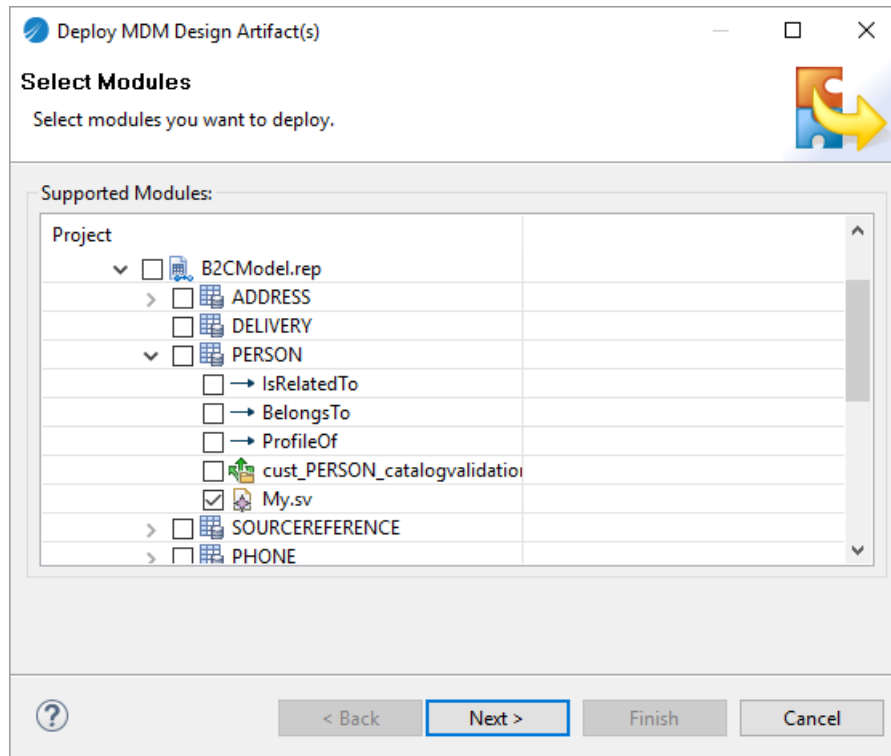 Deploy MDM Design Artifact(s)
Select Modules
Select modules you want to deploy.
Supported Modules:
Project
B2CModel.rep
ADDRESS
DELIVERY
PERSON
IsRelatedTo
BelongsTo
ProfileOf
cust_PERSON_catalogvalidation
My.sv
SOURCEREFERENCE
PHONE
?
< Back Next > Finish Cancel